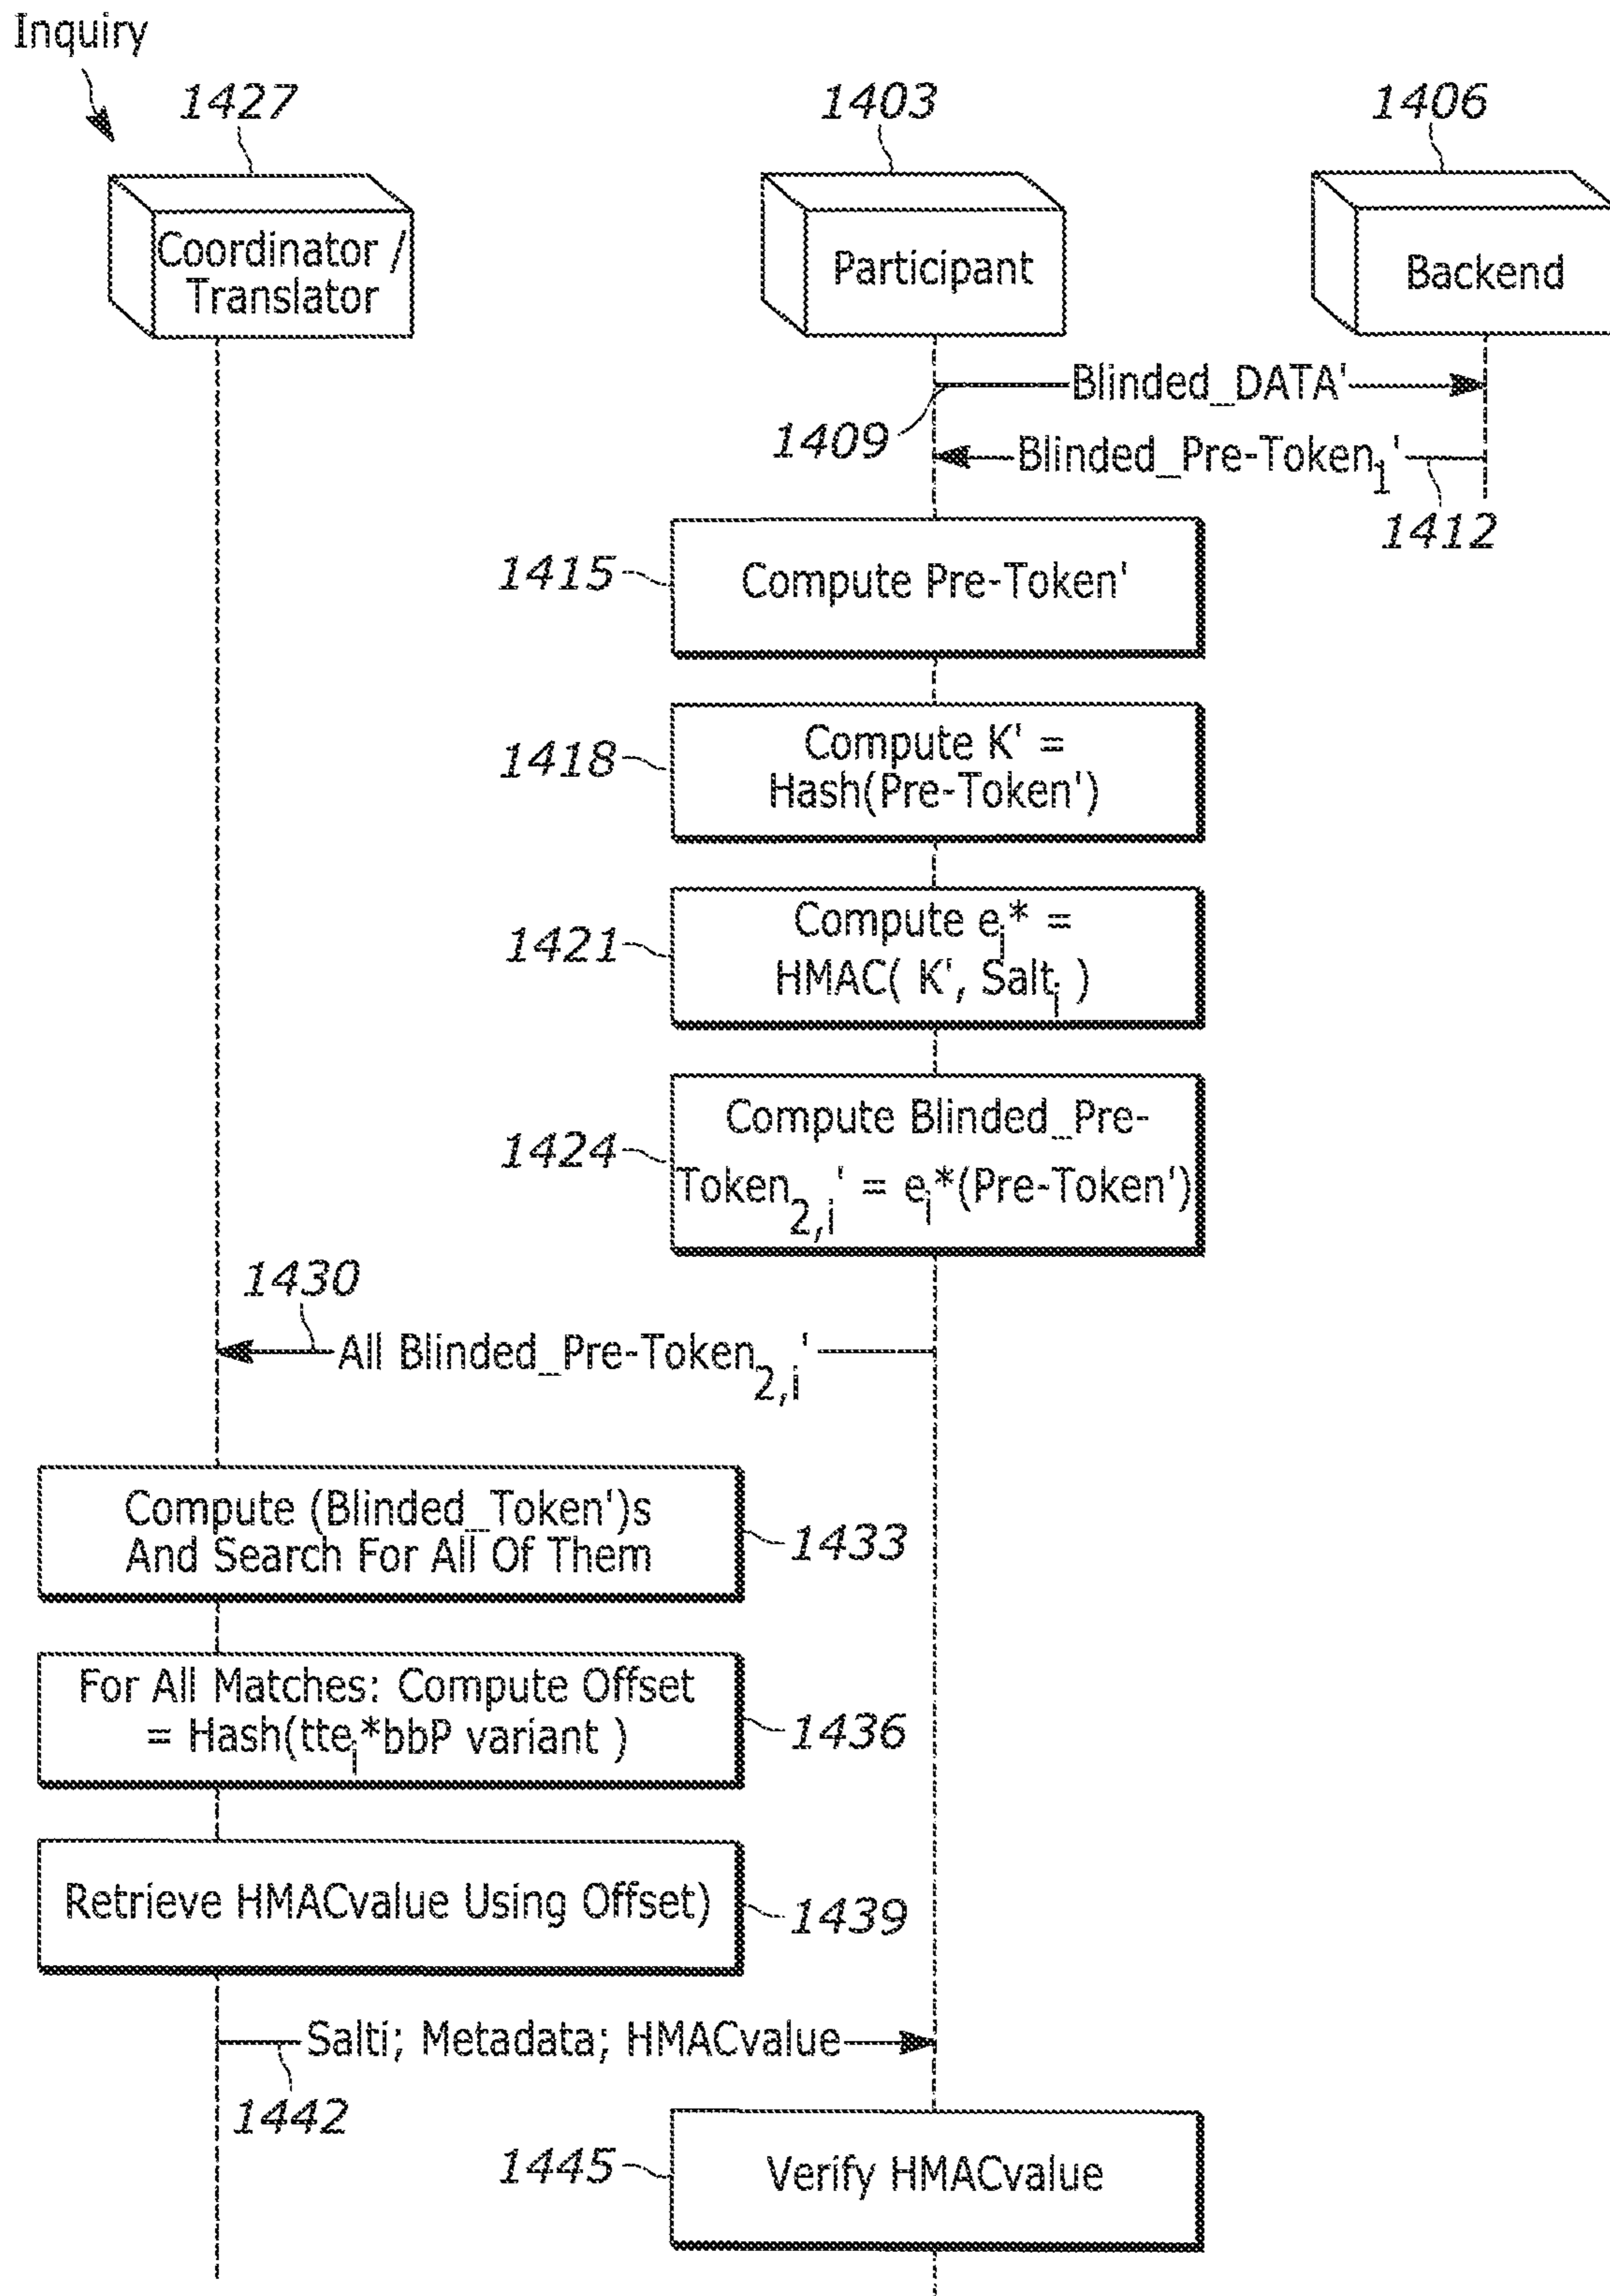 Inquiry
1427
1403
1406
Coordinator /
Translator
Participant
Backend
Blinded_DATA'
1409
Blinded_Pre-Token1'
1412
1415
Compute Pre-Token'
1418
Compute K' =
Hash(Pre-Token')
1421
Compute ei* =
HMAC( K', Salti )
1424
Compute Blinded_Pre-
Token2,i' = ei*(Pre-Token')
1430
All Blinded_Pre-Token2,i'
Compute (Blinded_Token')s
And Search For All Of Them
1433
For All Matches: Compute Offset
= Hash(ttei*bbP variant )
1436
Retrieve HMACvalue Using Offset)
1439
Salti; Metadata; HMACvalue
1442
1445
Verify HMACvalue